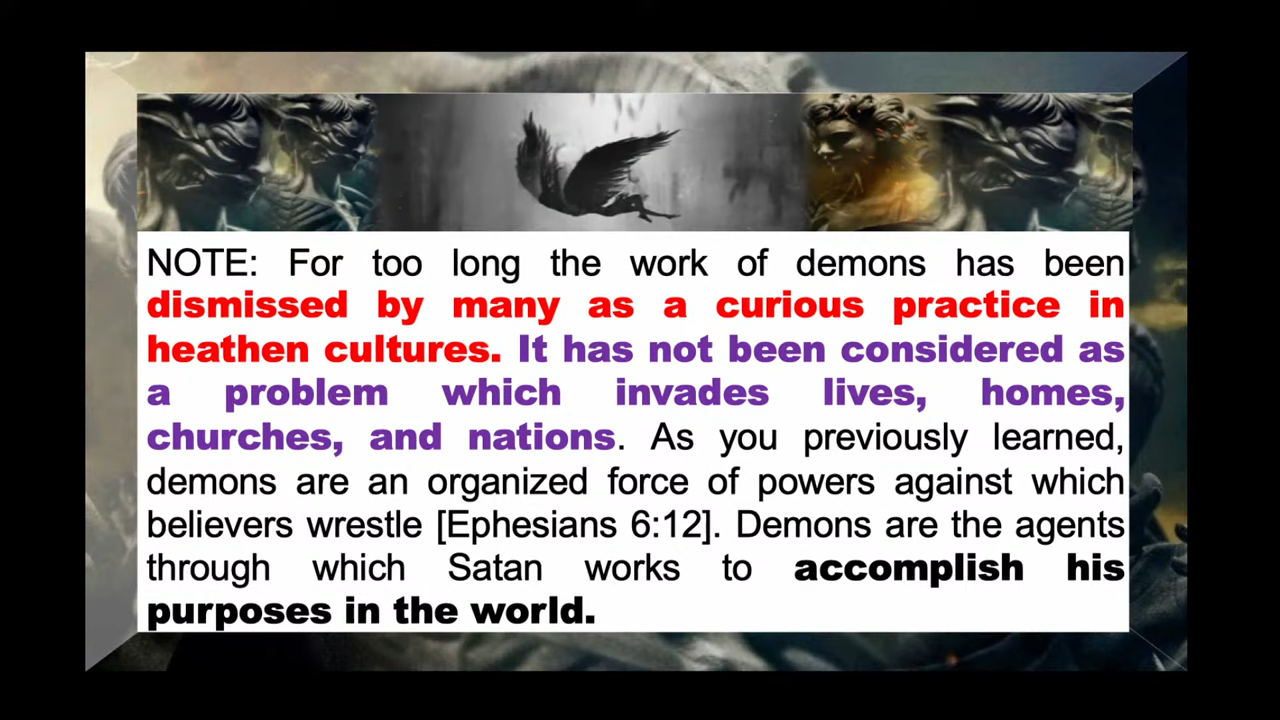 NOTE: For too long the work of demons has been
dismissed by many as a curious practice in
heathen cultures. It has not been considered as
a problem which invades lives, homes,
churches, and nations. As you previously learned,
demons are an organized force of powers against which
believers wrestle [Ephesians 6:12]. Demons are the agents
through which Satan works to accomplish his
purposes in the world.